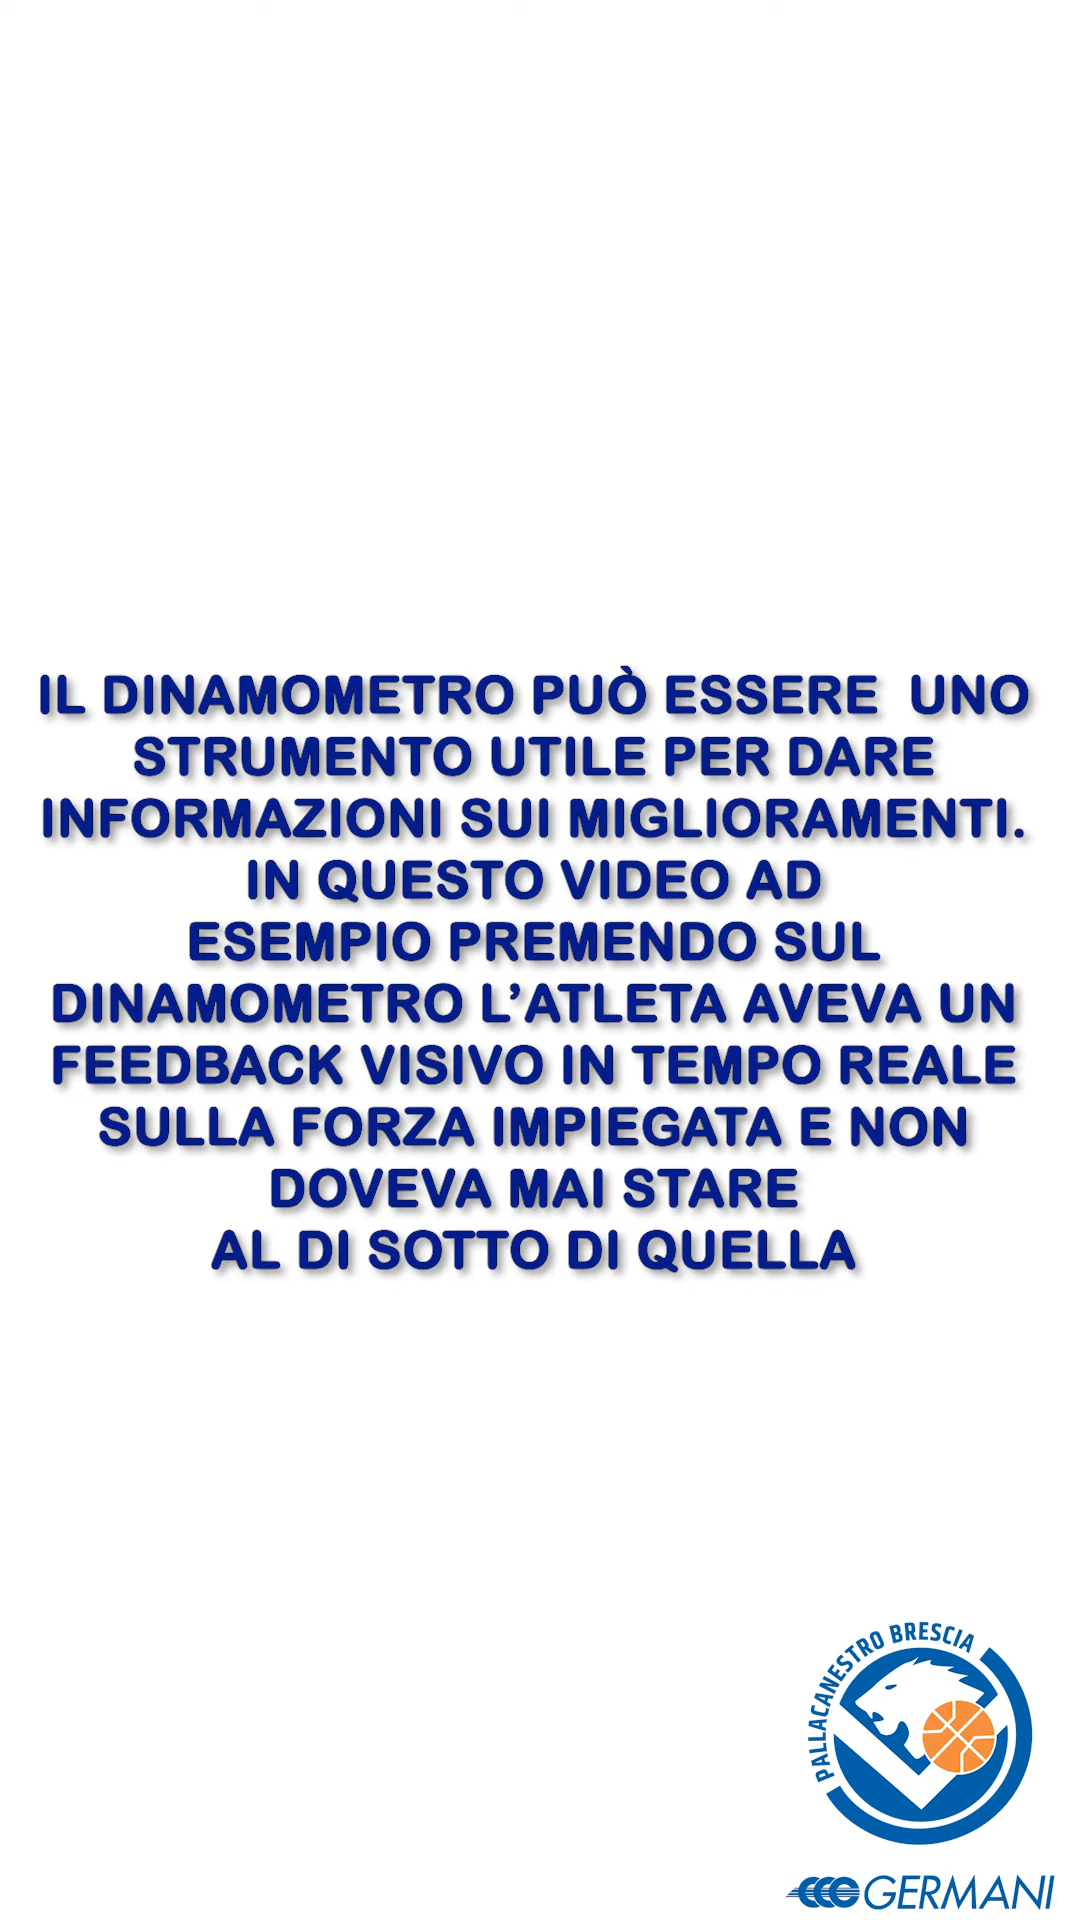 IL DINAMOMETRO PUÒ ESSERE  UNO
STRUMENTO UTILE PER DARE
INFORMAZIONI SUI MIGLIORAMENTI.
IN QUESTO VIDEO AD
ESEMPIO PREMENDO SUL
DINAMOMETRO L’ATLETA AVEVA UN
FEEDBACK VISIVO IN TEMPO REALE
SULLA FORZA IMPIEGATA E NON
DOVEVA MAI STARE
AL DI SOTTO DI QUELLA
PALLACANESTRO BRESCIA
GERMANI